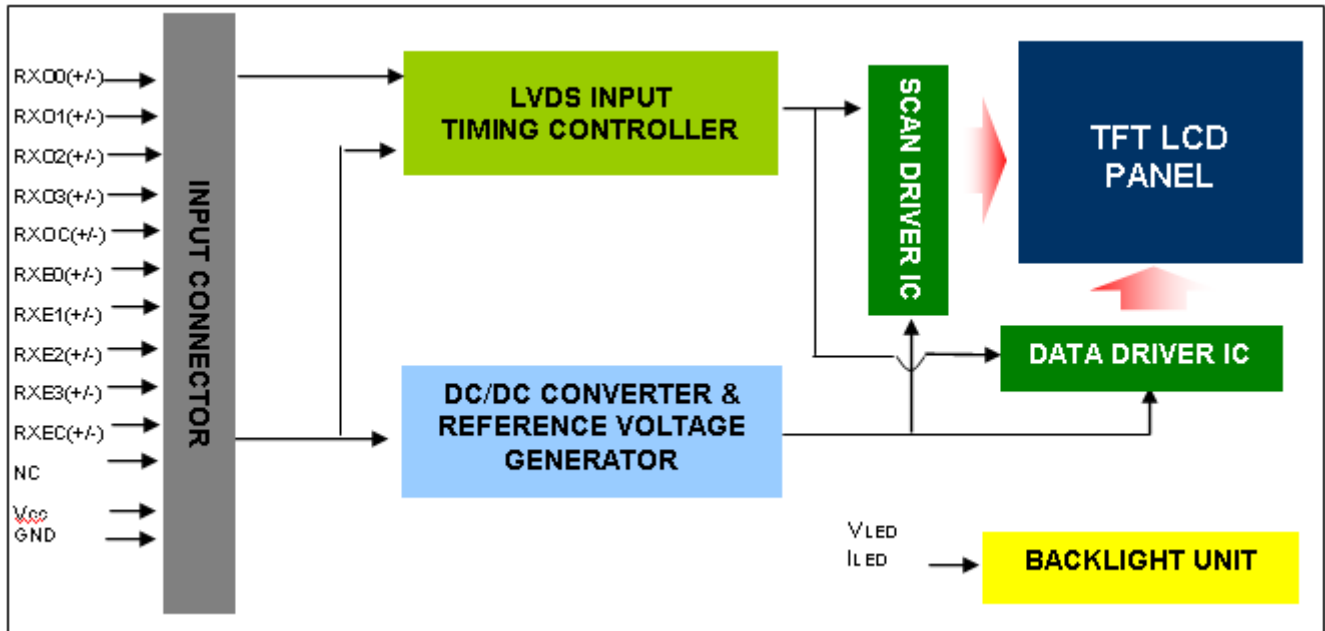 RXO0(+/-)
RXO1(+/-)
RXO2(+/-)
RXO3(+/-)
RXOC(+/-)
RXE0(+/-)
RXE1(+/-)
RXE2(+/-)
RXE3(+/-)
RXEC(+/-)
NC
Vcc
GND
INPUT CONNECTOR
LVDS INPUT
TIMING CONTROLLER
DC/DC CONVERTER &
REFERENCE VOLTAGE
GENERATOR
SCAN DRIVER IC
TFT LCD
PANEL
DATA DRIVER IC
VLED
ILED
BACKLIGHT UNIT